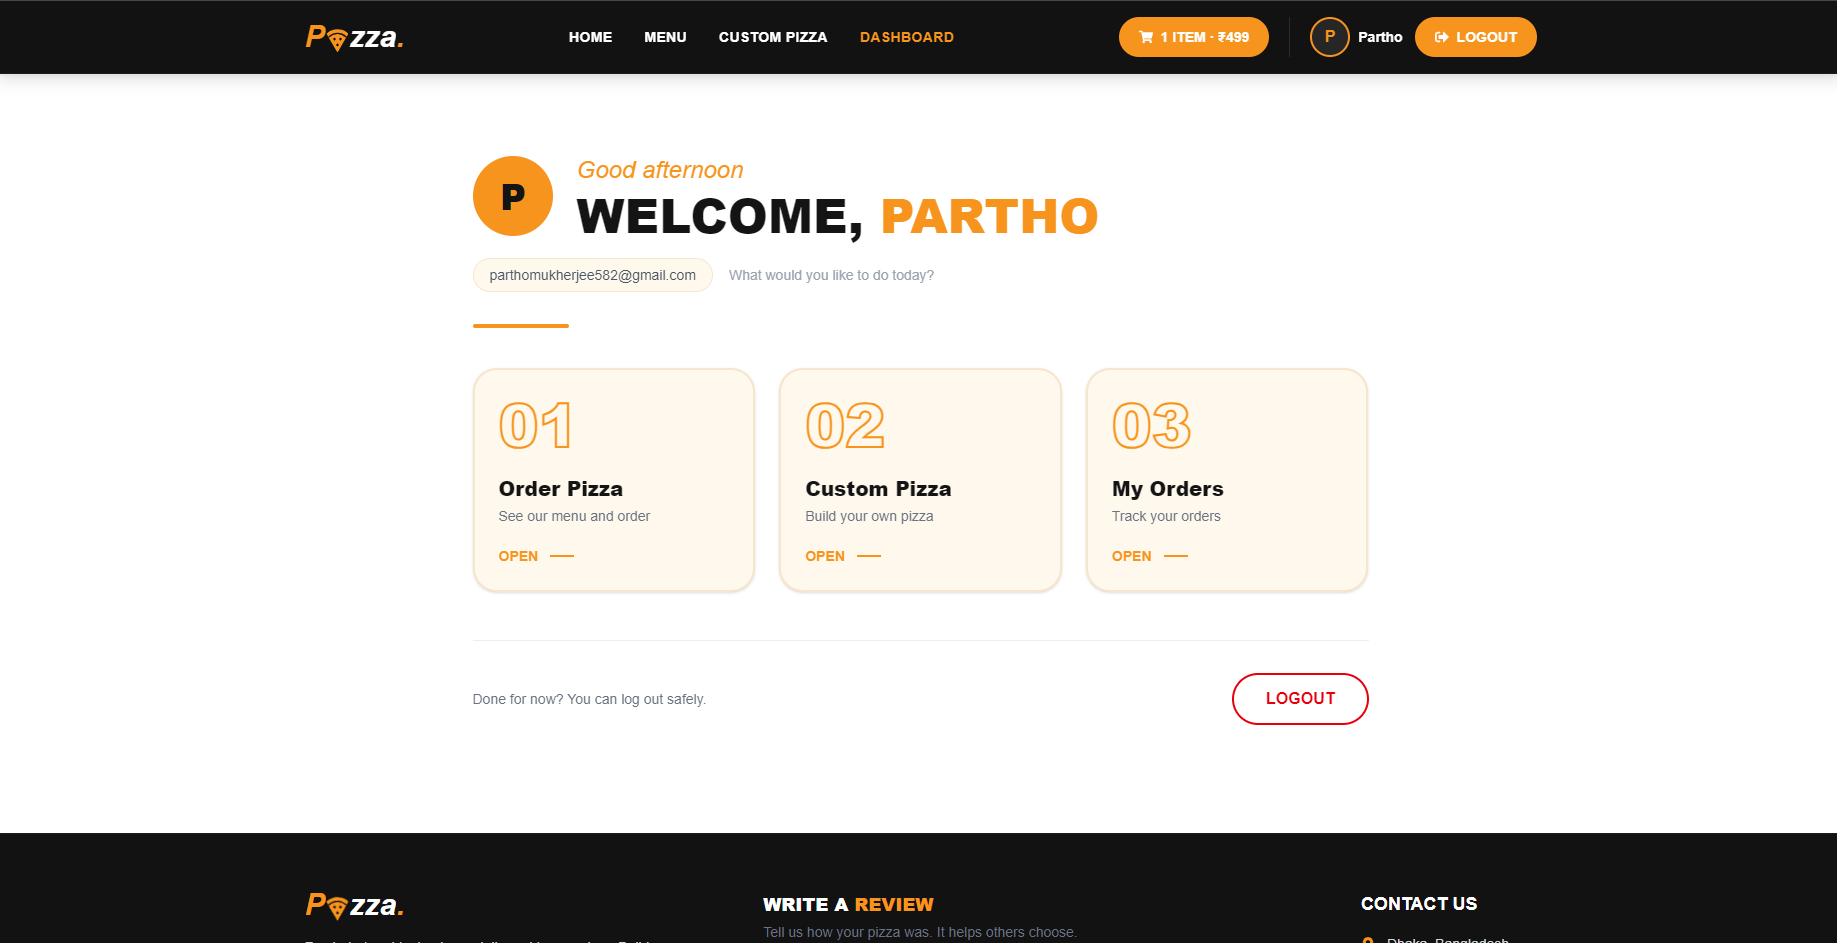 Pizza.
HOME
MENU
CUSTOM PIZZA
DASHBOARD
1 ITEM · ₹499
P
Partho
LOGOUT
P
Good afternoon
WELCOME, PARTHO
parthomukherjee582@gmail.com
What would you like to do today?
01
Order Pizza
See our menu and order
OPEN
02
Custom Pizza
Build your own pizza
OPEN
03
My Orders
Track your orders
OPEN
Done for now? You can log out safely.
LOGOUT
Pizza.
WRITE A REVIEW
Tell us how your pizza was. It helps others choose.
CONTACT US
Dhaka, Bangladesh